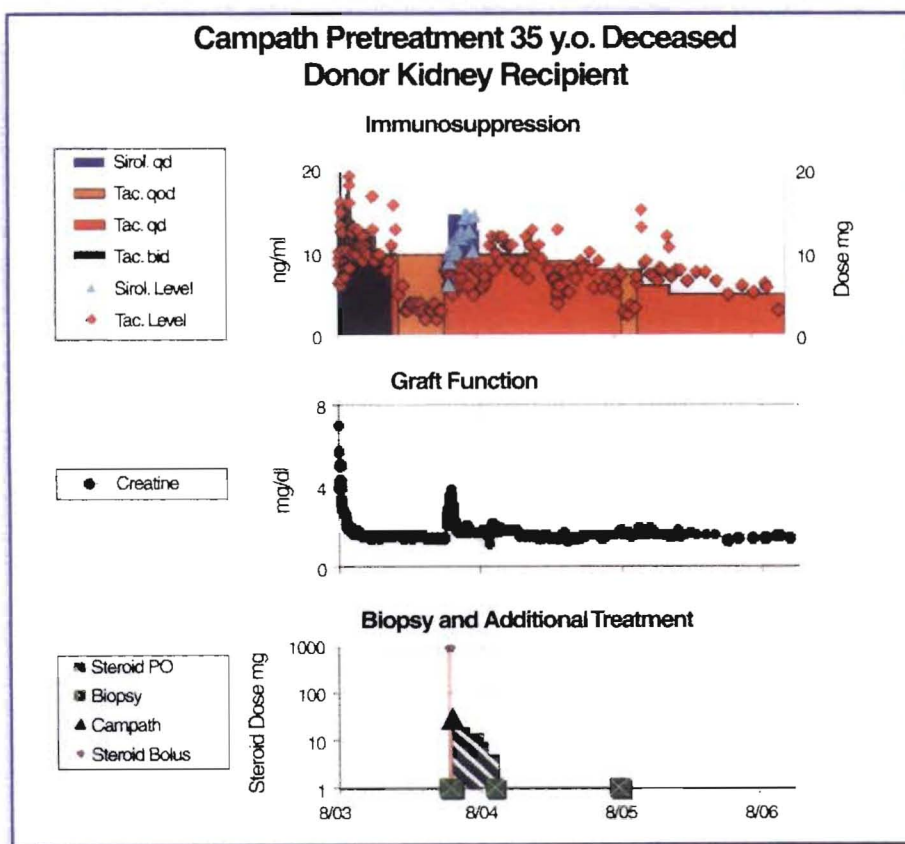 Campath Pretreatment 35 y.o. Deceased
Donor Kidney Recipient
Immunosuppression
Sirol. qd
Tac. qod
Tac. qd
Tac. bid
Sirol. Level
Tac. Level
20
10
0
ng/ml
20
10
0
Dose mg
Graft Function
Creatine
8
4
0
mg/dl
Biopsy and Additional Treatment
Steroid PO
Biopsy
Campath
Steroid Bolus
1000
100
10
1
Steroid Dose mg
8/03
8/04
8/05
8/06